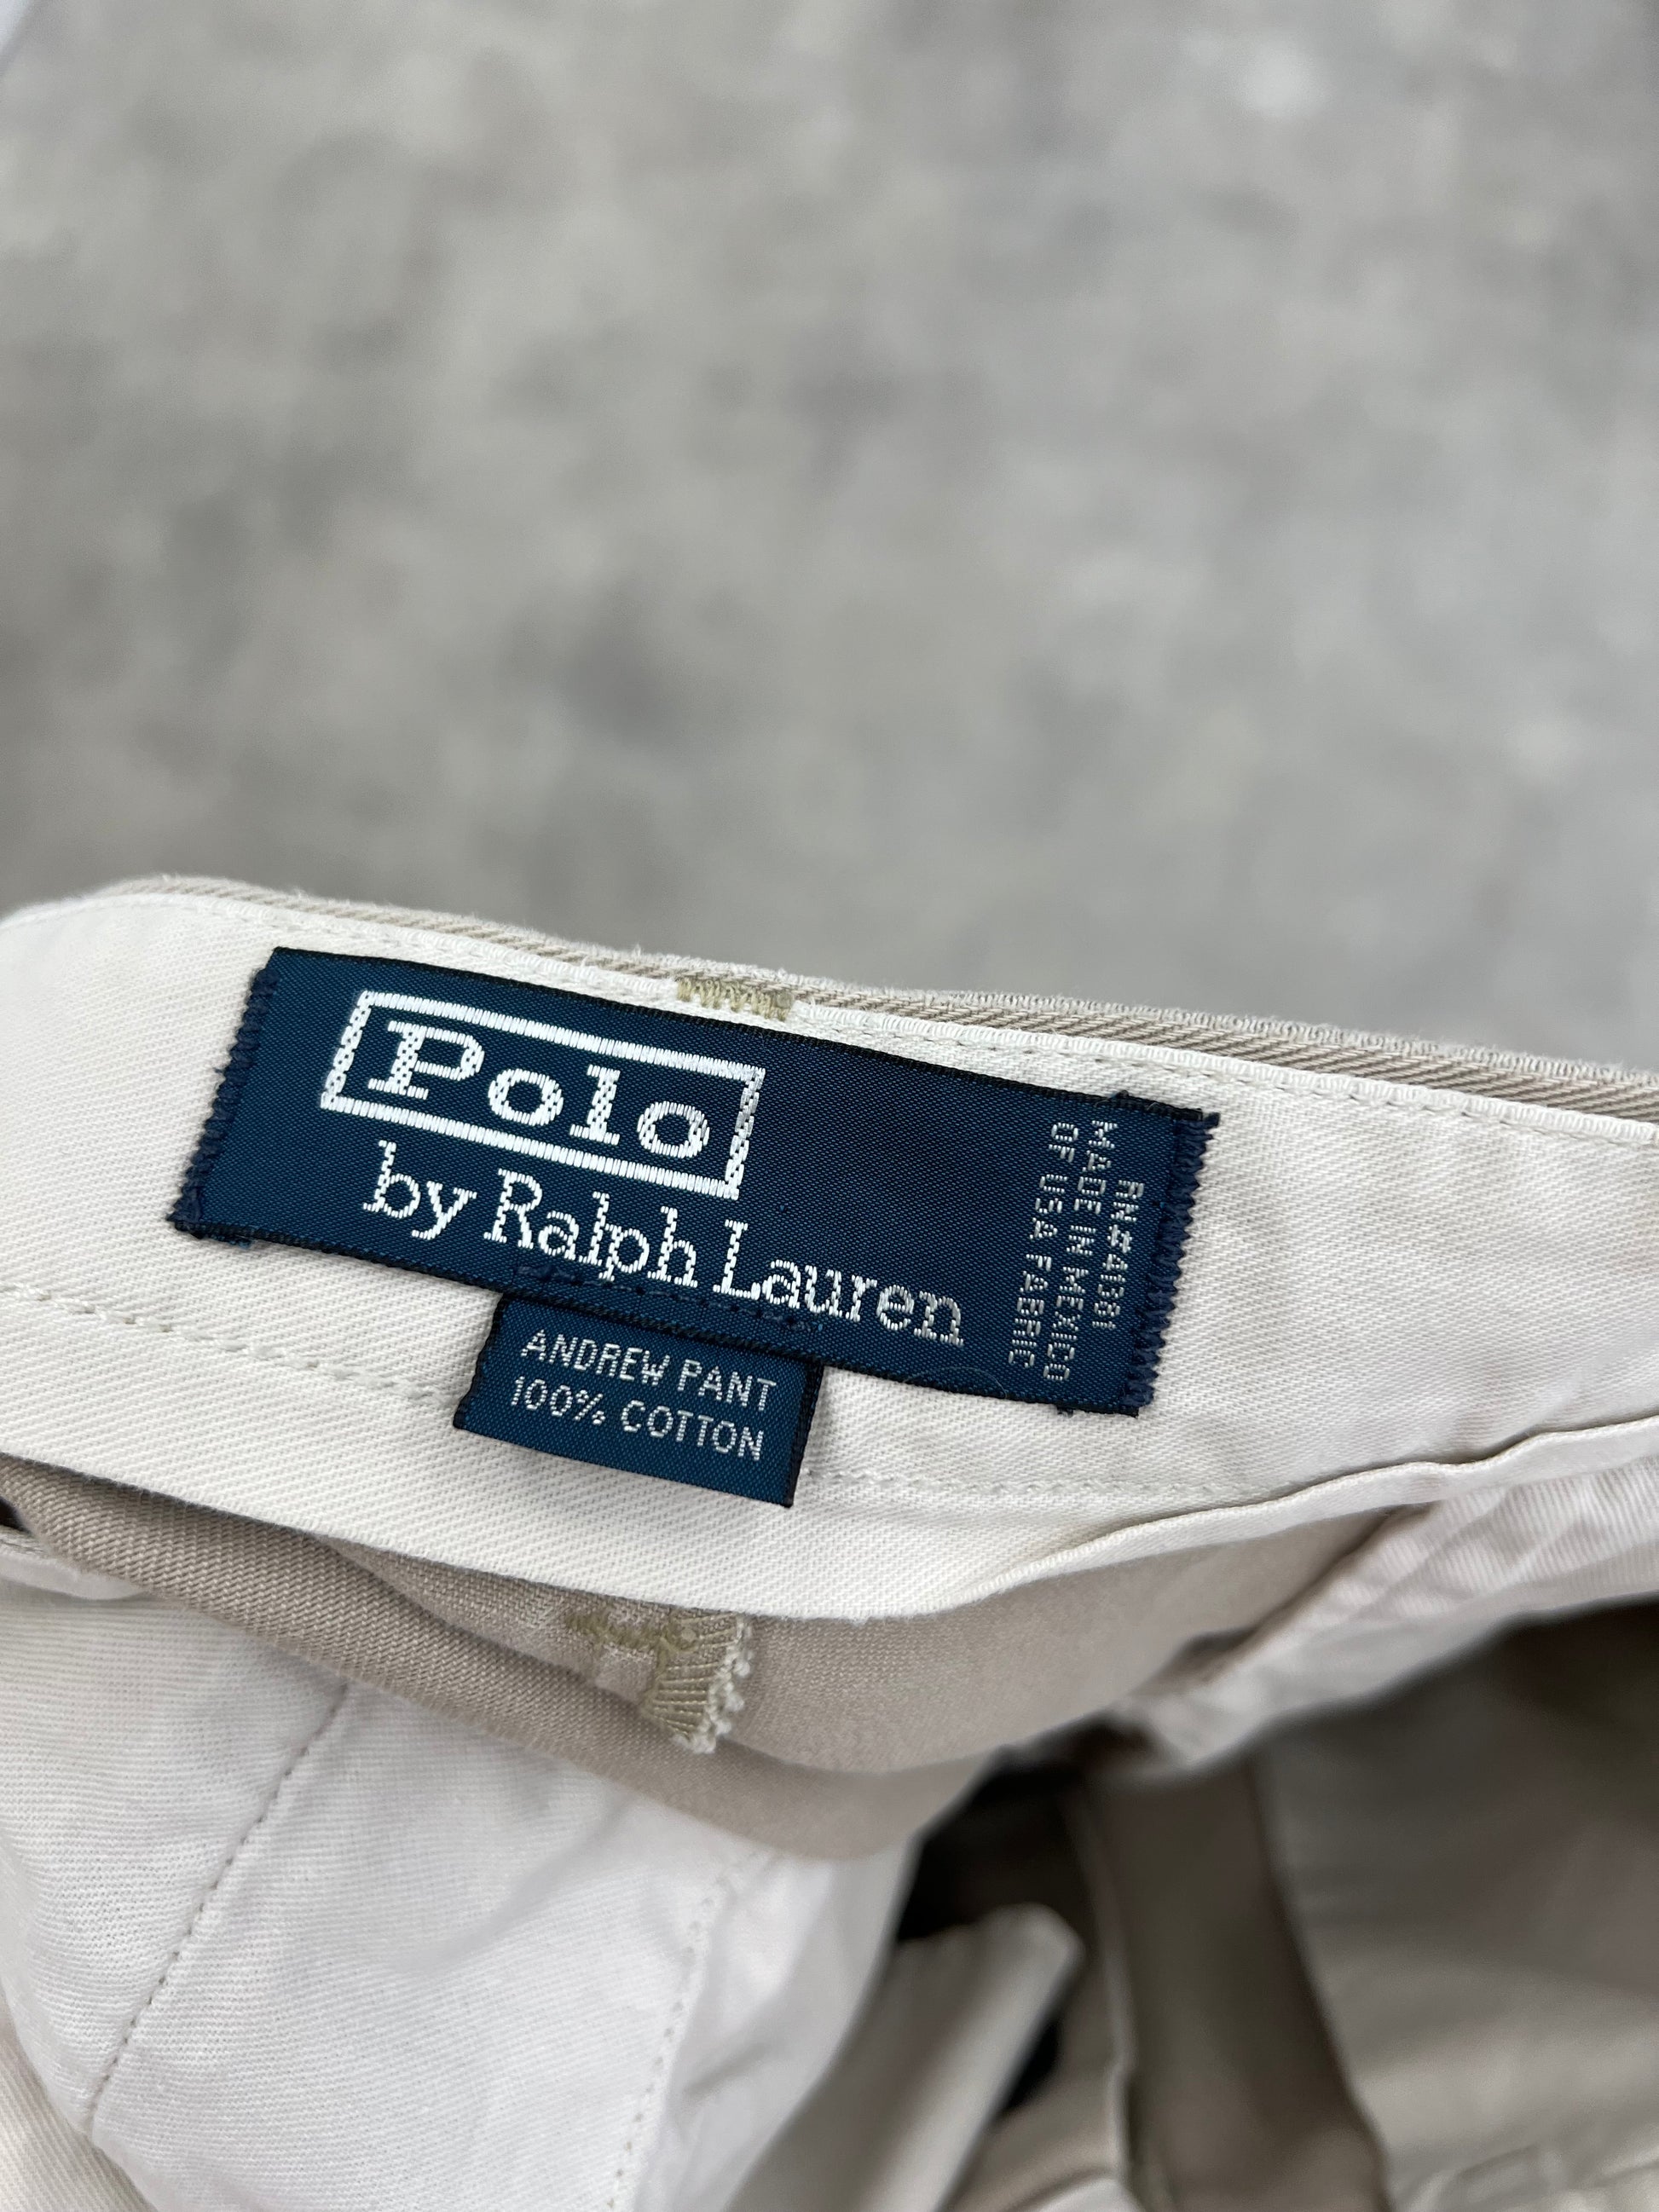 Polo
by Ralph Lauren
RN#41381
MADE IN MEXICO
OF USA FABRIC
ANDREW PANT
100% COTTON